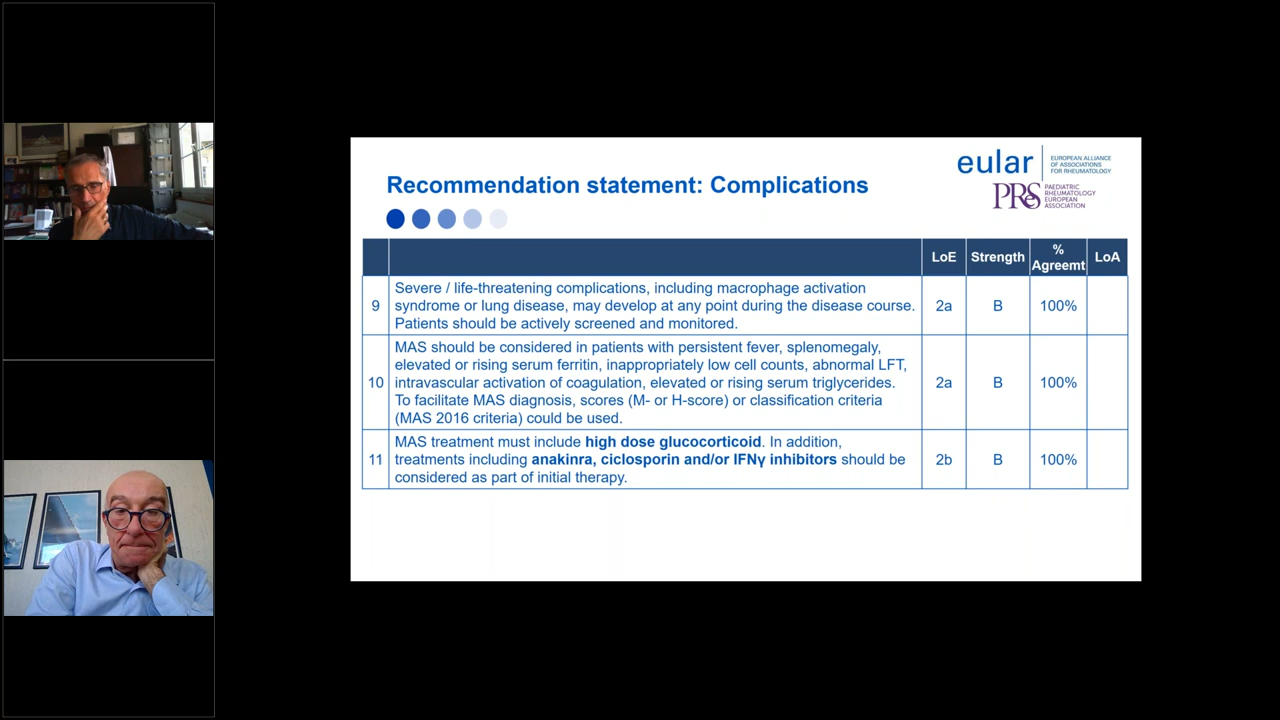 eular
EUROPEAN ALLIANCE
OF ASSOCIATIONS
FOR RHEUMATOLOGY
PReS
PAEDIATRIC
RHEUMATOLOGY
EUROPEAN
ASSOCIATION
Recommendation statement: Complications
LoE Strength % Agreemt LoA
9 Severe / life-threatening complications, including macrophage activation
syndrome or lung disease, may develop at any point during the disease course.
Patients should be actively screened and monitored.
2a B 100%
10 MAS should be considered in patients with persistent fever, splenomegaly,
elevated or rising serum ferritin, inappropriately low cell counts, abnormal LFT,
intravascular activation of coagulation, elevated or rising serum triglycerides.
To facilitate MAS diagnosis, scores (M- or H-score) or classification criteria
(MAS 2016 criteria) could be used.
2a B 100%
11 MAS treatment must include high dose glucocorticoid. In addition,
treatments including anakinra, ciclosporin and/or IFNγ inhibitors should be
considered as part of initial therapy.
2b B 100%